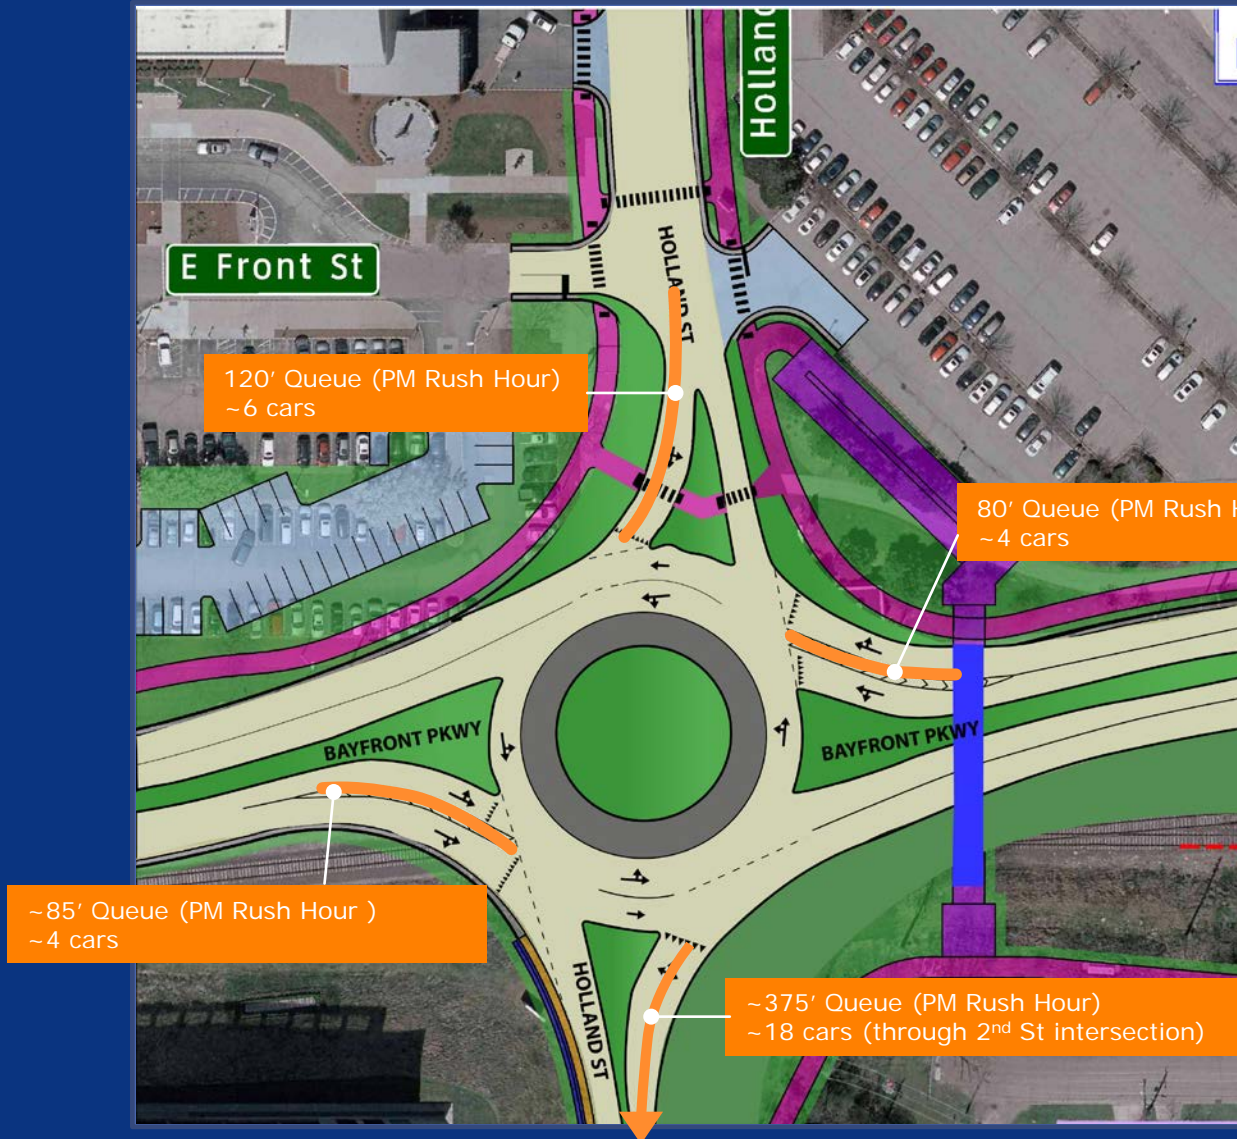 Holland
E Front St
HOLLAND ST
120' Queue (PM Rush Hour)
~6 cars
80' Queue (PM Rush H
~4 cars
BAYFRONT PKWY
BAYFRONT PKWY
~85' Queue (PM Rush Hour )
~4 cars
HOLLAND ST
~375' Queue (PM Rush Hour)
~18 cars (through 2nd St intersection)